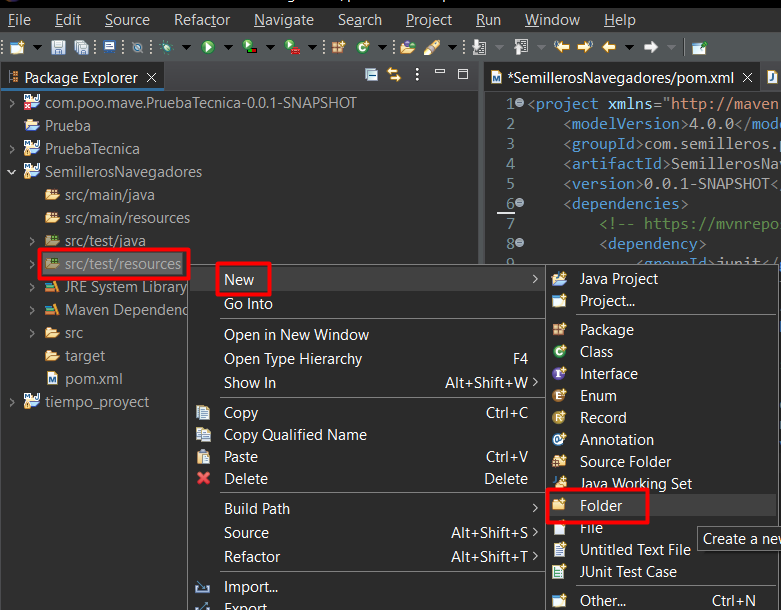 File Edit Source Refactor Navigate Search Project Run Window Help
Package Explorer
*SemillerosNavegadores/pom.xml
com.poo.mave.PruebaTecnica-0.0.1-SNAPSHOT
Prueba
PruebaTecnica
SemillerosNavegadores
src/main/java
src/main/resources
src/test/java
src/test/resources
JRE System Library
Maven Dependenc
src
target
pom.xml
tiempo_proyect
1 <project xmlns="http://maven
2 <modelVersion>4.0.0</mode
3 <groupId>com.semilleros.
4 <artifactId>SemillerosNa
5 <version>0.0.1-SNAPSHOT<
6 <dependencies>
7 <!-- https://mvnrepo
8 <dependency>
9 <groupId>junit</
New
Go Into
Open in New Window
Open Type Hierarchy F4
Show In Alt+Shift+W
Copy Ctrl+C
Copy Qualified Name
Paste Ctrl+V
Delete Delete
Build Path
Source Alt+Shift+S
Refactor Alt+Shift+T
Import...
Export
Java Project
Project...
Package
Class
Interface
Enum
Record
Annotation
Source Folder
Java Working Set
Folder
File
Untitled Text File
JUnit Test Case
Other... Ctrl+N
Create a new